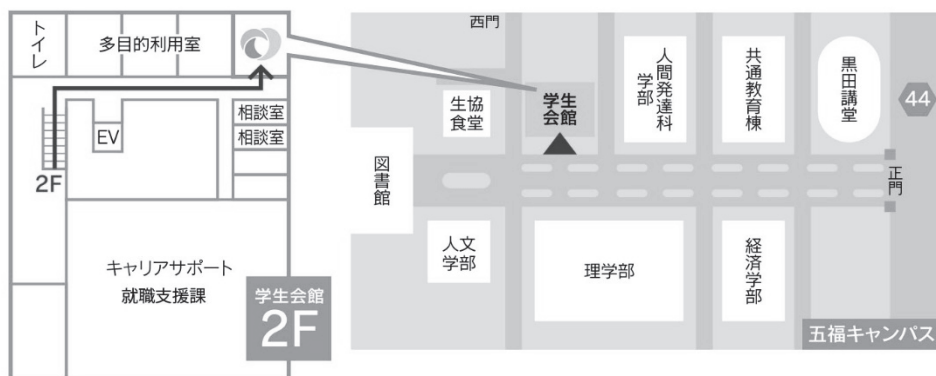 トイレ
多目的利用室
相談室
相談室
EV
2F
キャリアサポート
就職支援課
学生会館
2F
西門
生協
食堂
学生
会館
人間発達科
学部
共通教育棟
黒田講堂
44
図書館
正門
人文
学部
理学部
経済学部
五福キャンパス